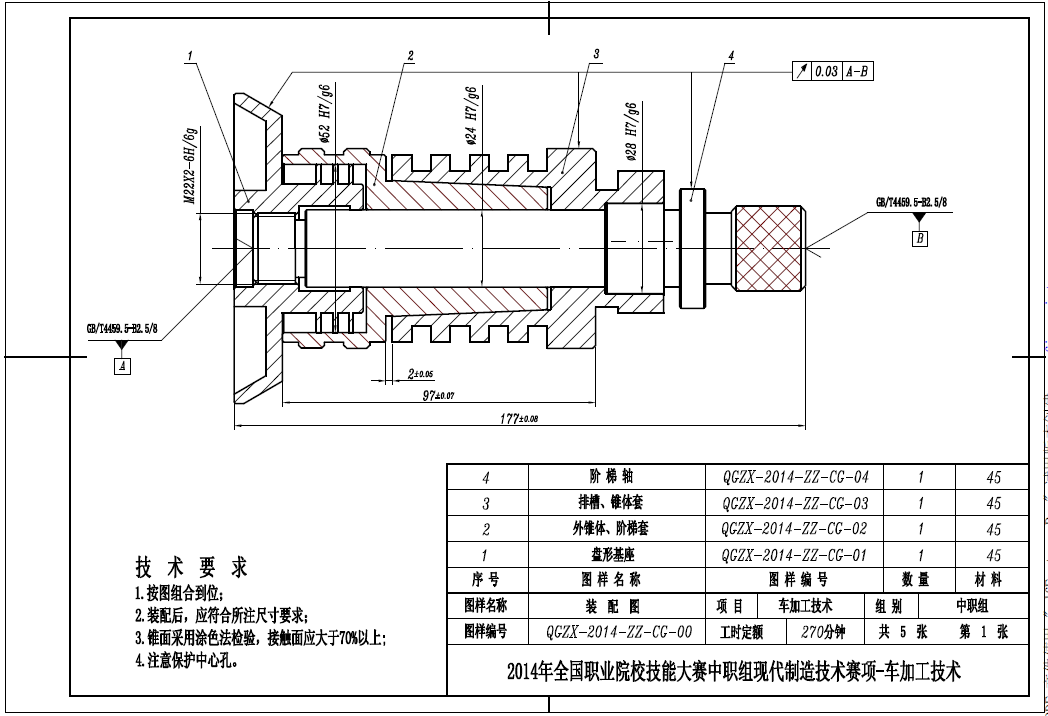 1
2
3
4
0.03 A-B
M22X2-6H/6g
ø52 H7/g6
ø24 H7/g6
ø28 H7/g6
GB/T4459.5-B2.5/8
B
GB/T4459.5-B2.5/8
A
2±0.05
97±0.07
177±0.08
4 阶梯轴 QGZX-2014-ZZ-CG-04 1 45
3 排槽、锥体套 QGZX-2014-ZZ-CG-03 1 45
2 外锥体、阶梯套 QGZX-2014-ZZ-CG-02 1 45
1 盘形基座 QGZX-2014-ZZ-CG-01 1 45
序号 图样名称 图样编号 数量 材料
图样名称 装配图 项目 车加工技术 组别 中职组
图样编号 QGZX-2014-ZZ-CG-00 工时定额 270分钟 共 5 张 第 1 张
2014年全国职业院校技能大赛中职组现代制造技术赛项-车加工技术
技术要求
1.按图组合到位;
2.装配后，应符合所注尺寸要求;
3.锥面采用涂色法检验，接触面应大于70%以上;
4.注意保护中心孔。